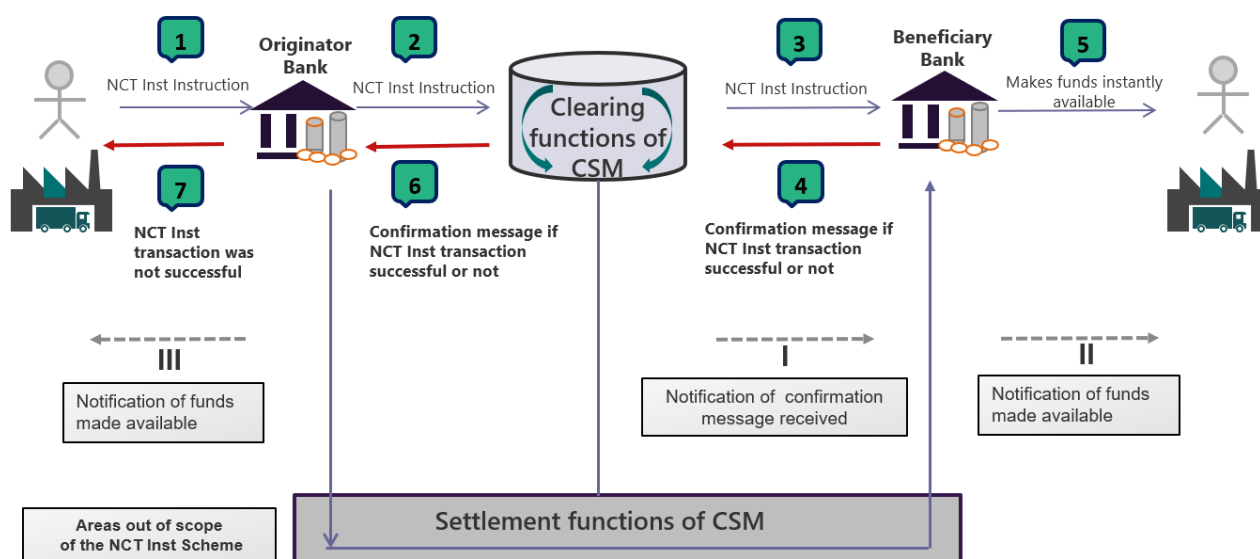 1
Originator
Bank
2
3
Beneficiary
Bank
5
NCT Inst Instruction
NCT Inst Instruction
Clearing
functions of
CSM
NCT Inst Instruction
Makes funds instantly
available
7
6
4
NCT Inst
transaction was
not successful
Confirmation message if
NCT Inst transaction
successful or not
Confirmation message if
NCT Inst transaction
successful or not
III
Notification of funds
made available
I
Notification of confirmation
message received
II
Notification of funds
made available
Areas out of scope
of the NCT Inst Scheme
Settlement functions of CSM